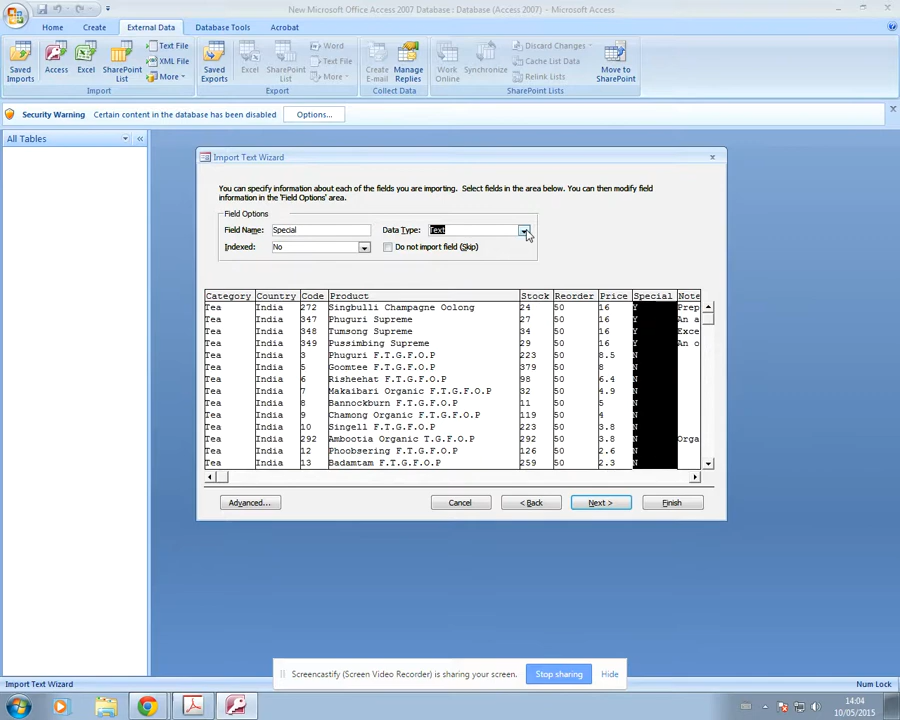 New Microsoft Office Access 2007 Database : Database (Access 2007) - Microsoft Access
Home Create External Data Database Tools Acrobat
Saved Imports
Access
Excel
SharePoint List
Text File
XML File
More
Import
Saved Exports
Excel
SharePoint List
Word
Text File
More
Export
Create E-mail
Manage Replies
Collect Data
Work Online
Synchronize
Discard Changes
Cache List Data
Relink Lists
Move to SharePoint
SharePoint Lists
Security Warning Certain content in the database has been disabled Options...
All Tables
Import Text Wizard
You can specify information about each of the fields you are importing. Select fields in the area below. You can then modify field
information in the 'Field Options' area.
Field Options
Field Name: Special Data Type: Text
Indexed: No Do not import field (Skip)
Category Country Code Product Stock Reorder Price Special Note
Tea India 272 Singbulli Champagne Oolong 24 50 16 Y Prep
Tea India 347 Phuguri Supreme 27 50 16 Y An a
Tea India 348 Tumsong Supreme 34 50 16 Y Exce
Tea India 349 Pussimbing Supreme 29 50 16 Y An o
Tea India 3 Phuguri F.T.G.F.O.P 223 50 8.5 N
Tea India 5 Goomtee F.T.G.F.O.P 379 50 8 N
Tea India 6 Risheehat F.T.G.F.O.P 98 50 6.4 N
Tea India 7 Makaibari Organic F.T.G.F.O.P 32 50 4.9 N
Tea India 8 Bannockburn F.T.G.F.O.P 11 50 5 N
Tea India 9 Chamong Organic F.T.G.F.O.P 119 50 4 N
Tea India 10 Singell F.T.G.F.O.P 223 50 3.8 N
Tea India 292 Ambootia Organic T.G.F.O.P 292 50 3.8 N Orga
Tea India 12 Phoobsering F.T.G.F.O.P 126 50 2.6 N
Tea India 13 Badamtam F.T.G.F.O.P 259 50 2.3 N
Advanced... Cancel < Back Next > Finish
Screencastify (Screen Video Recorder) is sharing your screen. Stop sharing Hide
Import Text Wizard Num Lock
14:04
10/05/2015